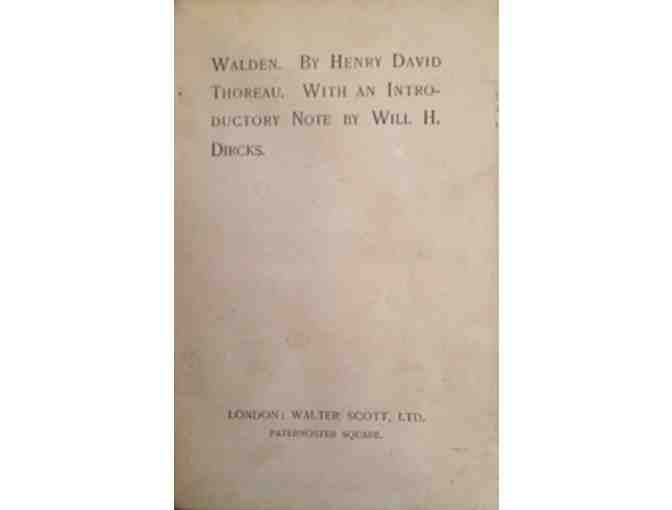 WALDEN. BY HENRY DAVID
THOREAU. WITH AN INTRO-
DUCTORY NOTE BY WILL H.
DIRCKS.
LONDON: WALTER SCOTT, LTD.
PATERNOSTER SQUARE.